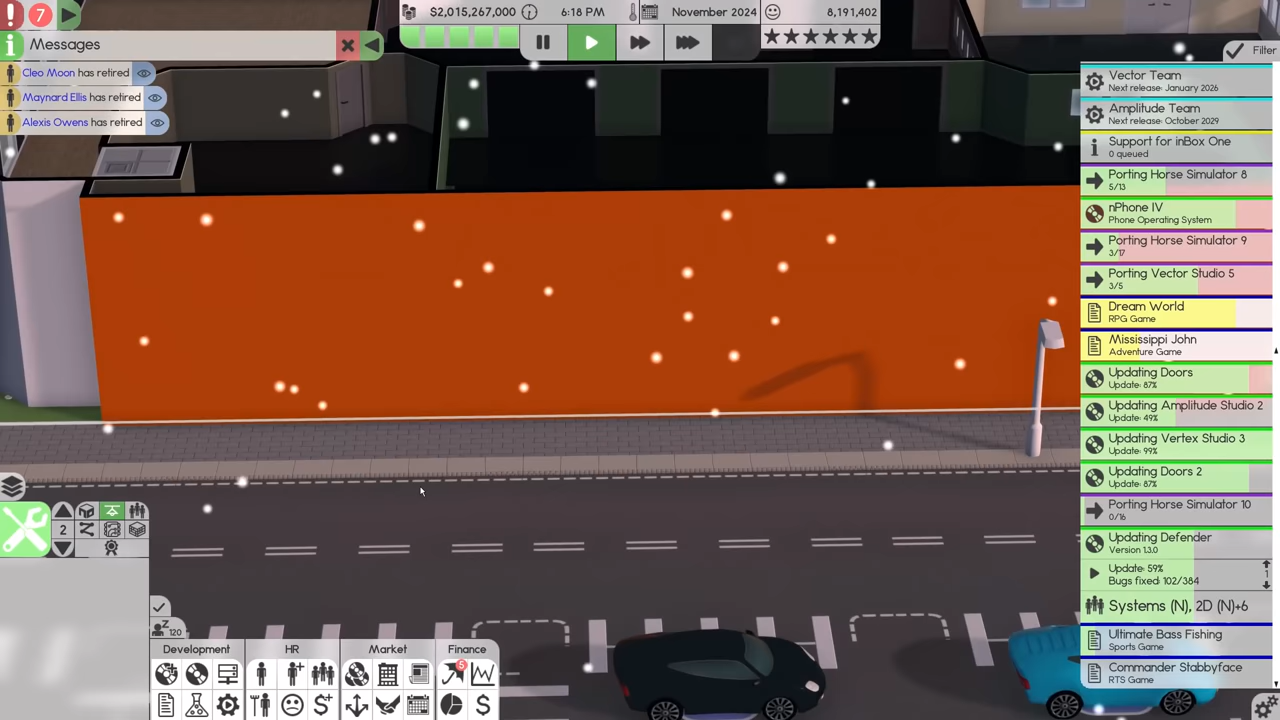 7
$2,015,267,000
6:18 PM
November 2024
8,191,402
Messages
Cleo Moon has retired
Maynard Ellis has retired
Alexis Owens has retired
Filter
Vector Team
Next release: January 2026
Amplitude Team
Next release: October 2029
Support for inBox One
0 queued
Porting Horse Simulator 8
5/13
nPhone IV
Phone Operating System
Porting Horse Simulator 9
3/17
Porting Vector Studio 5
3/5
Dream World
RPG Game
Mississippi John
Adventure Game
Updating Doors
Update: 87%
Updating Amplitude Studio 2
Update: 49%
Updating Vertex Studio 3
Update: 99%
Updating Doors 2
Update: 87%
Porting Horse Simulator 10
0/16
Updating Defender
Version 1.3.0
Update: 59%
Bugs fixed: 102/384
1
Systems (N), 2D (N)+6
Ultimate Bass Fishing
Sports Game
Commander Stabbyface
RTS Game
2
Z
120
Development
HR
Market
Finance
5